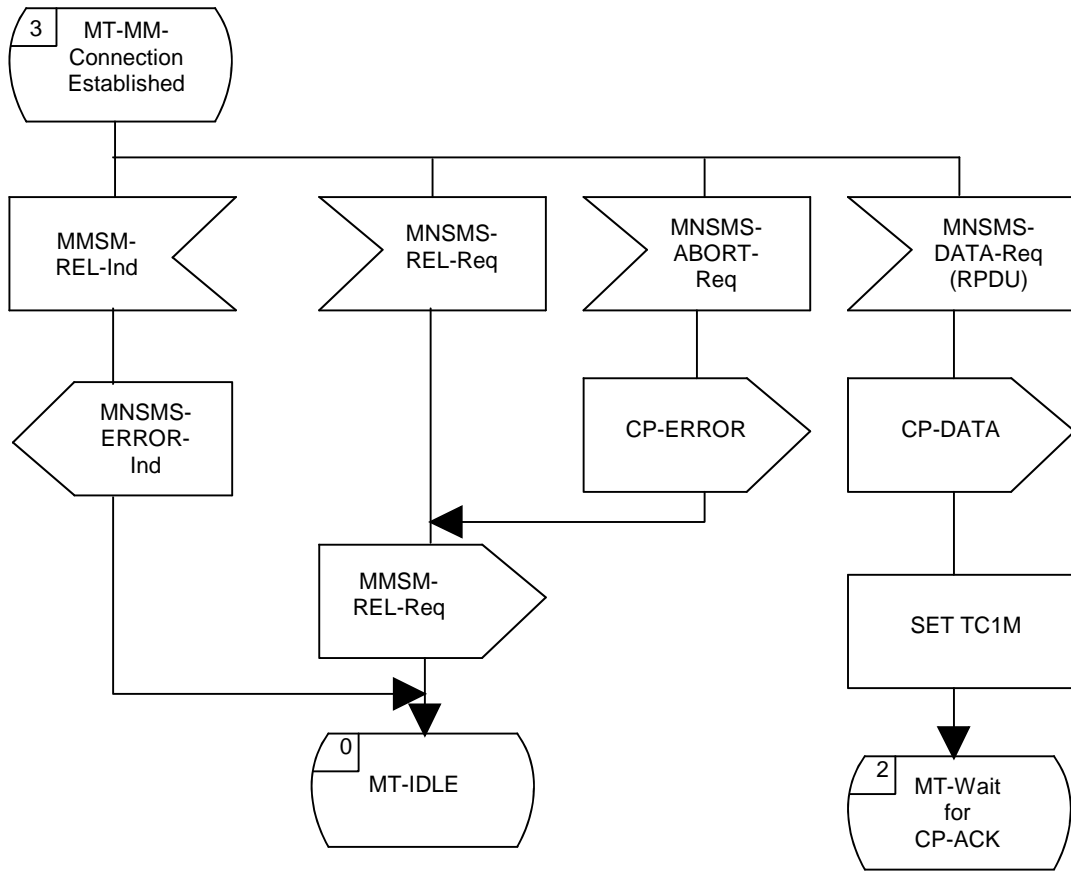 3
MT-MM-
Connection
Established
MMSM-
REL-Ind
MNSMS-
REL-Req
MNSMS-
ABORT-
Req
MNSMS-
DATA-Req
(RPDU)
MNSMS-
ERROR-
Ind
CP-ERROR
CP-DATA
MMSM-
REL-Req
SET TC1M
0
MT-IDLE
2
MT-Wait
for
CP-ACK